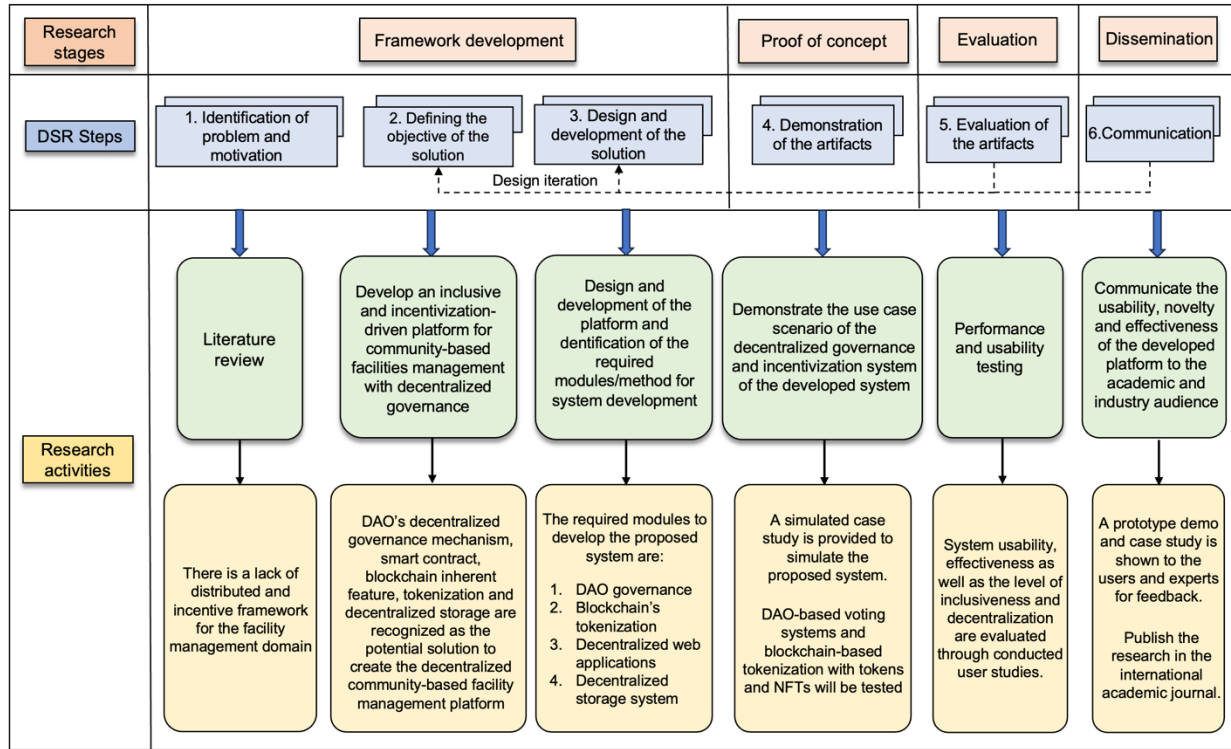 Research
stages
Framework development
Proof of concept
Evaluation
Dissemination
DSR Steps
1. Identification of
problem and
motivation
2. Defining the
objective of the
solution
3. Design and
development of the
solution
4. Demonstration
of the artifacts
5. Evaluation of
the artifacts
6.Communication
Design iteration
Research
activities
Literature
review
Develop an inclusive
and incentivization-
driven platform for
community-based
facilities management
with decentralized
governance
Design and
development of the
platform and
dentification of the
required
modules/method for
system development
Demonstrate the use case
scenario of the
decentralized governance
and incentivization system
of the developed system
Performance
and usability
testing
Communicate the
usability, novelty
and effectiveness
of the developed
platform to the
academic and
industry audience
There is a lack of
distributed and
incentive framework
for the facility
management domain
DAO's decentralized
governance mechanism,
smart contract,
blockchain inherent
feature, tokenization and
decentralized storage are
recognized as the
potential solution to
create the decentralized
community-based facility
management platform
The required modules to
develop the proposed
system are:
1. DAO governance
2. Blockchain's
tokenization
3. Decentralized web
applications
4. Decentralized
storage system
A simulated case
study is provided to
simulate the
proposed system.
DAO-based voting
systems and
blockchain-based
tokenization with tokens
and NFTs will be tested
System usability,
effectiveness as
well as the level of
inclusiveness and
decentralization
are evaluated
through conducted
user studies.
A prototype demo
and case study is
shown to the
users and experts
for feedback.
Publish the
research in the
international
academic journal.